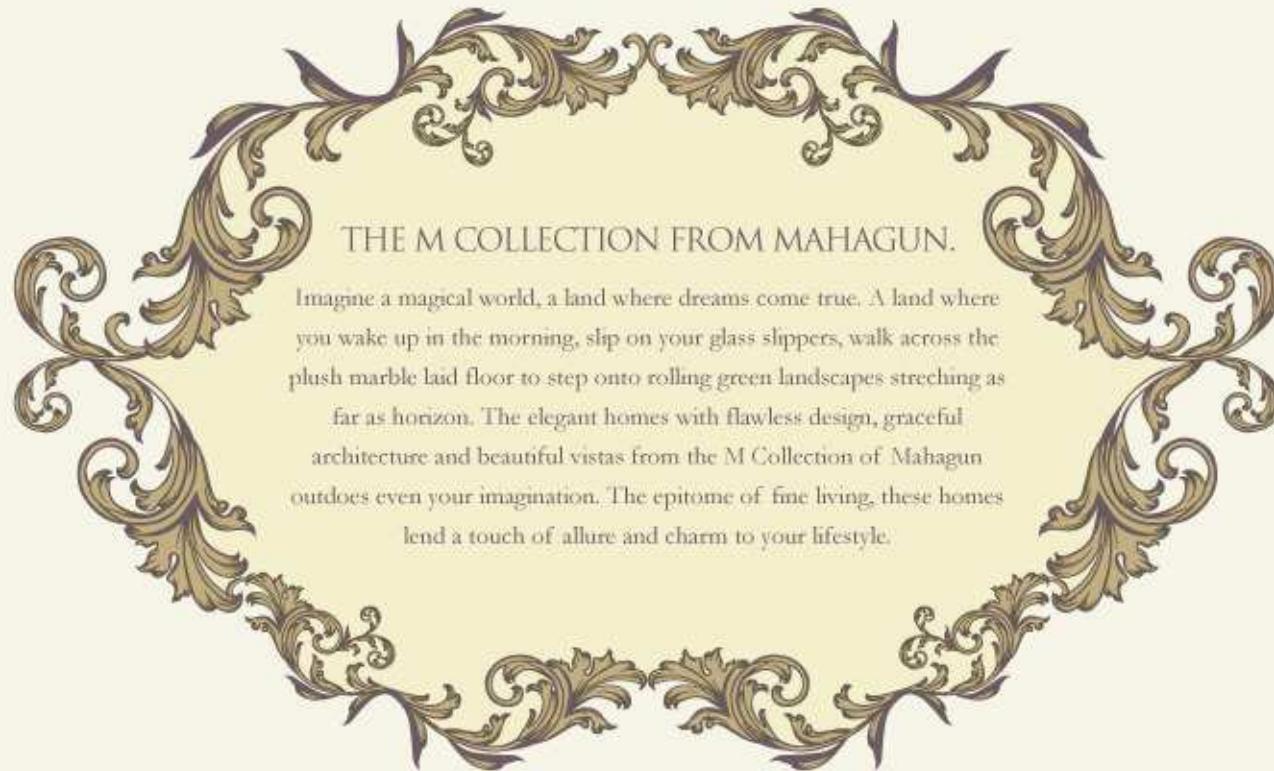 THE M COLLECTION FROM MAHAGUN.
Imagine a magical world, a land where dreams come true. A land where
you wake up in the morning, slip on your glass slippers, walk across the
plush marble laid floor to step onto rolling green landscapes streching as
far as horizon. The elegant homes with flawless design, graceful
architecture and beautiful vistas from the M Collection of Mahagun
outdoes even your imagination. The epitome of fine living, these homes
lend a touch of allure and charm to your lifestyle.